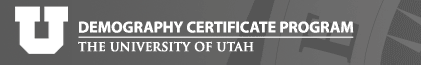 U
DEMOGRAPHY CERTIFICATE PROGRAM
THE UNIVERSITY OF UTAH